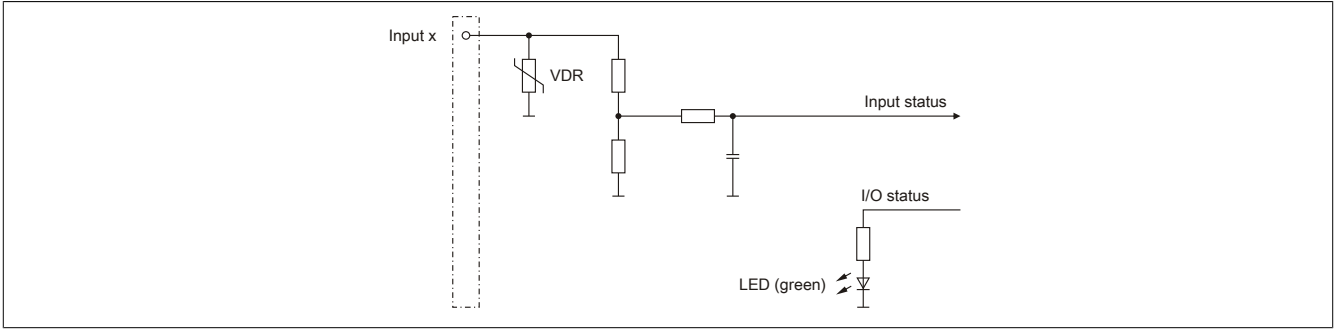 Input x
VDR
Input status
I/O status
LED (green)